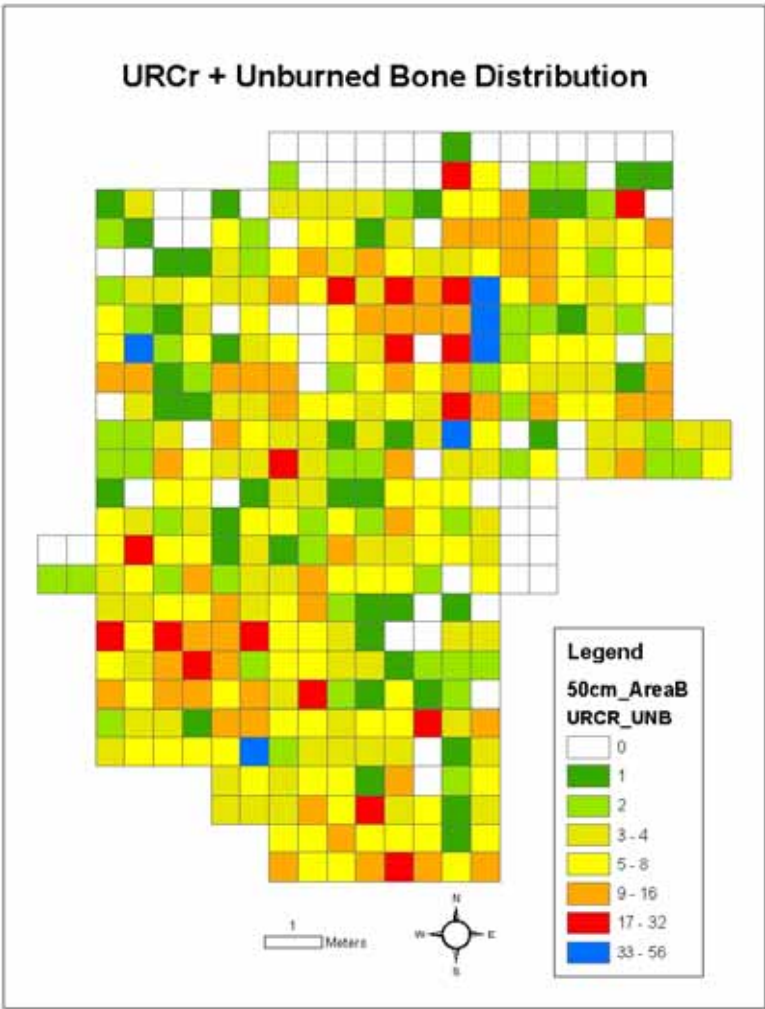 URCr + Unburned Bone Distribution
Legend
50cm_AreaB
URCR_UNB
0
1
2
3 - 4
5 - 8
9 - 16
17 - 32
33 - 56
1
Meters
N
W
E
S